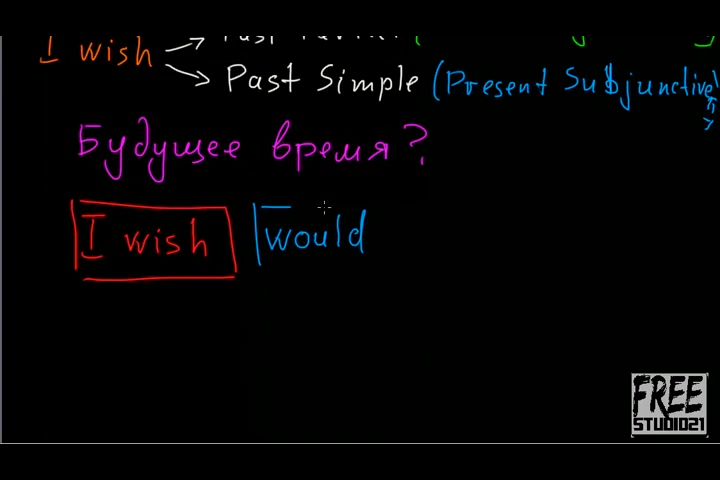 I wish
Past Simple (Present Subjunctive)
Будущее время?
I wish would
FREE
STUDIO21